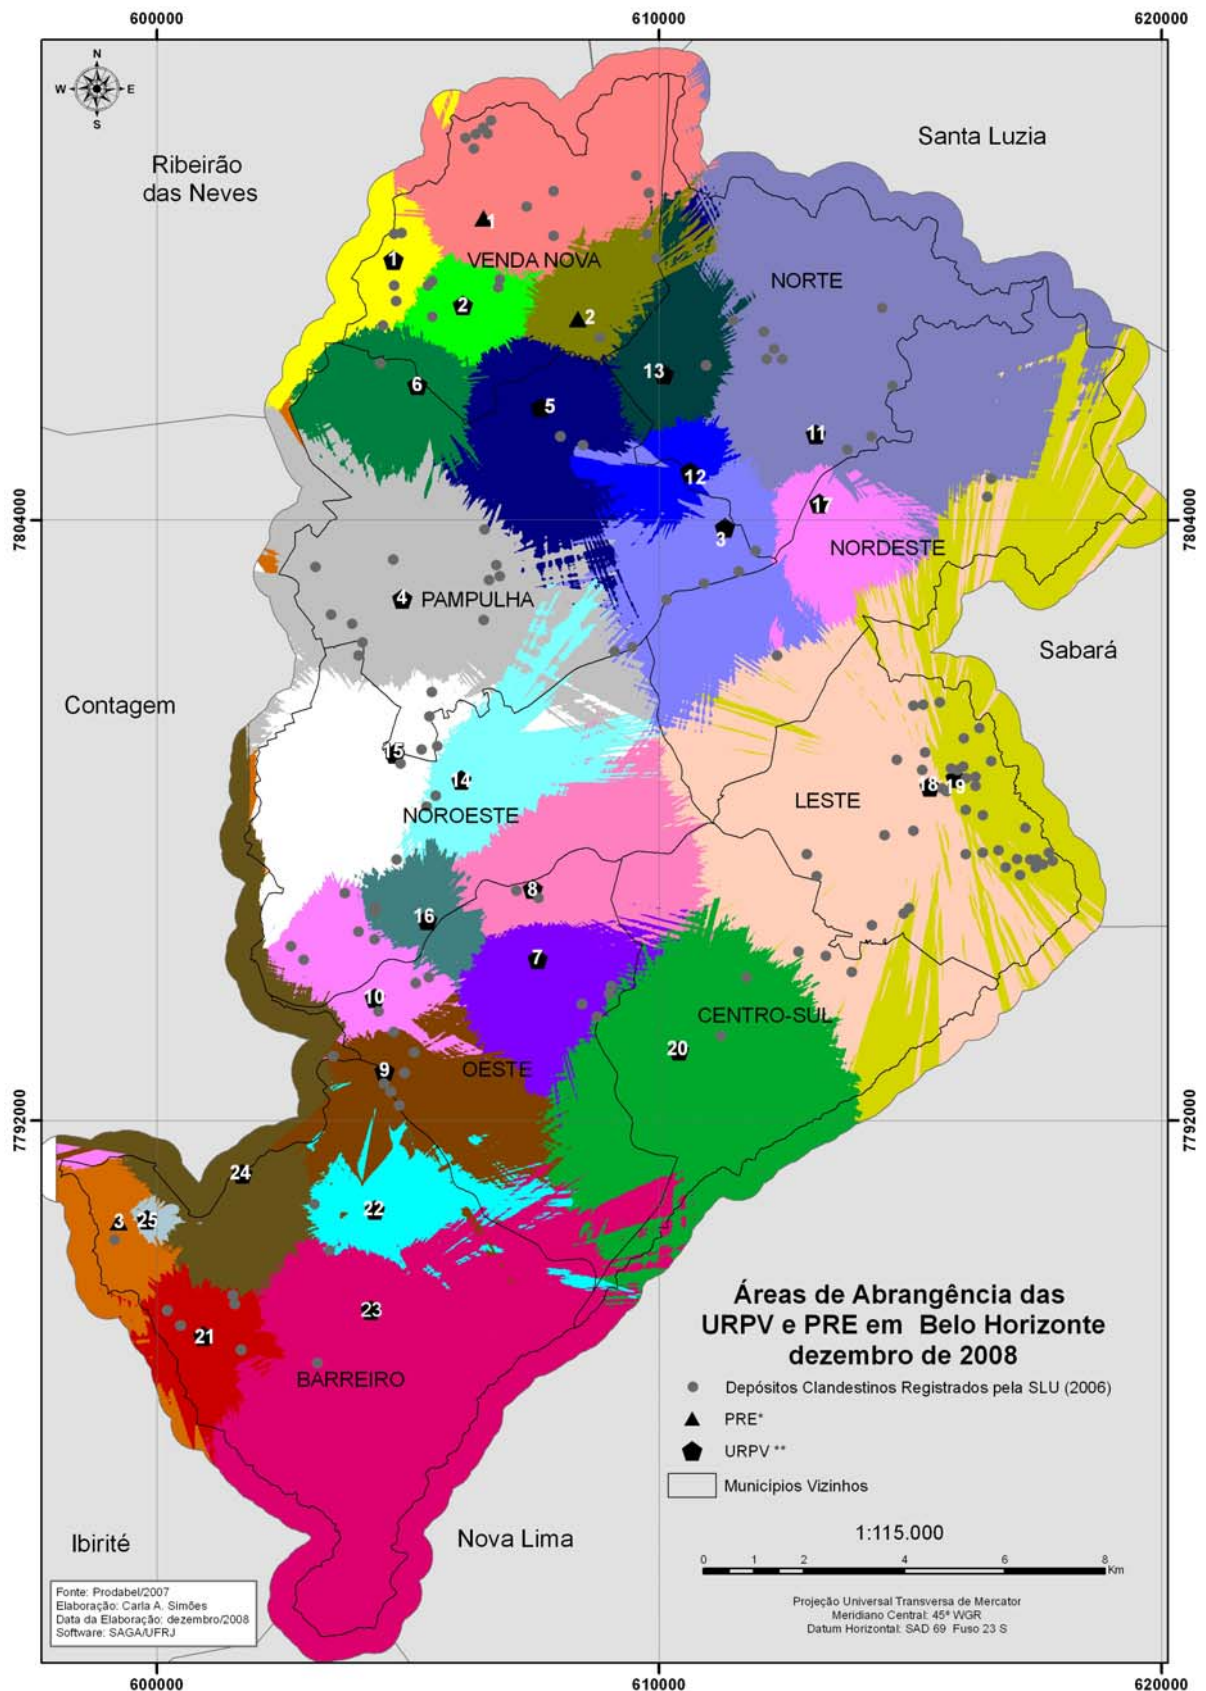 600000
610000
620000
N
W
E
S
Santa Luzia
Ribeirão
das Neves
1
1
VENDA NOVA
NORTE
2
2
13
6
5
11
12
17
7804000
7804000
3
NORDESTE
4
PAMPULHA
Sabará
Contagem
15
14
18
19
LESTE
NOROESTE
8
16
7
10
CENTRO-SUL
20
9
OESTE
7792000
7792000
24
3
25
22
23
21
BARREIRO
Áreas de Abrangência das
URPV e PRE em Belo Horizonte
dezembro de 2008
Depósitos Clandestinos Registrados pela SLU (2006)
PRE*
URPV **
Municípios Vizinhos
Ibirité
Nova Lima
1:115.000
0 1 2 4 6 8
Km
Fonte: Prodabel/2007
Elaboração: Carla A. Simões
Data da Elaboração: dezembro/2008
Software: SAGA/UFRJ
Projeção Universal Transversa de Mercator
Meridiano Central: 45º WGR
Datum Horizontal: SAD 69 Fuso 23 S
600000
610000
620000